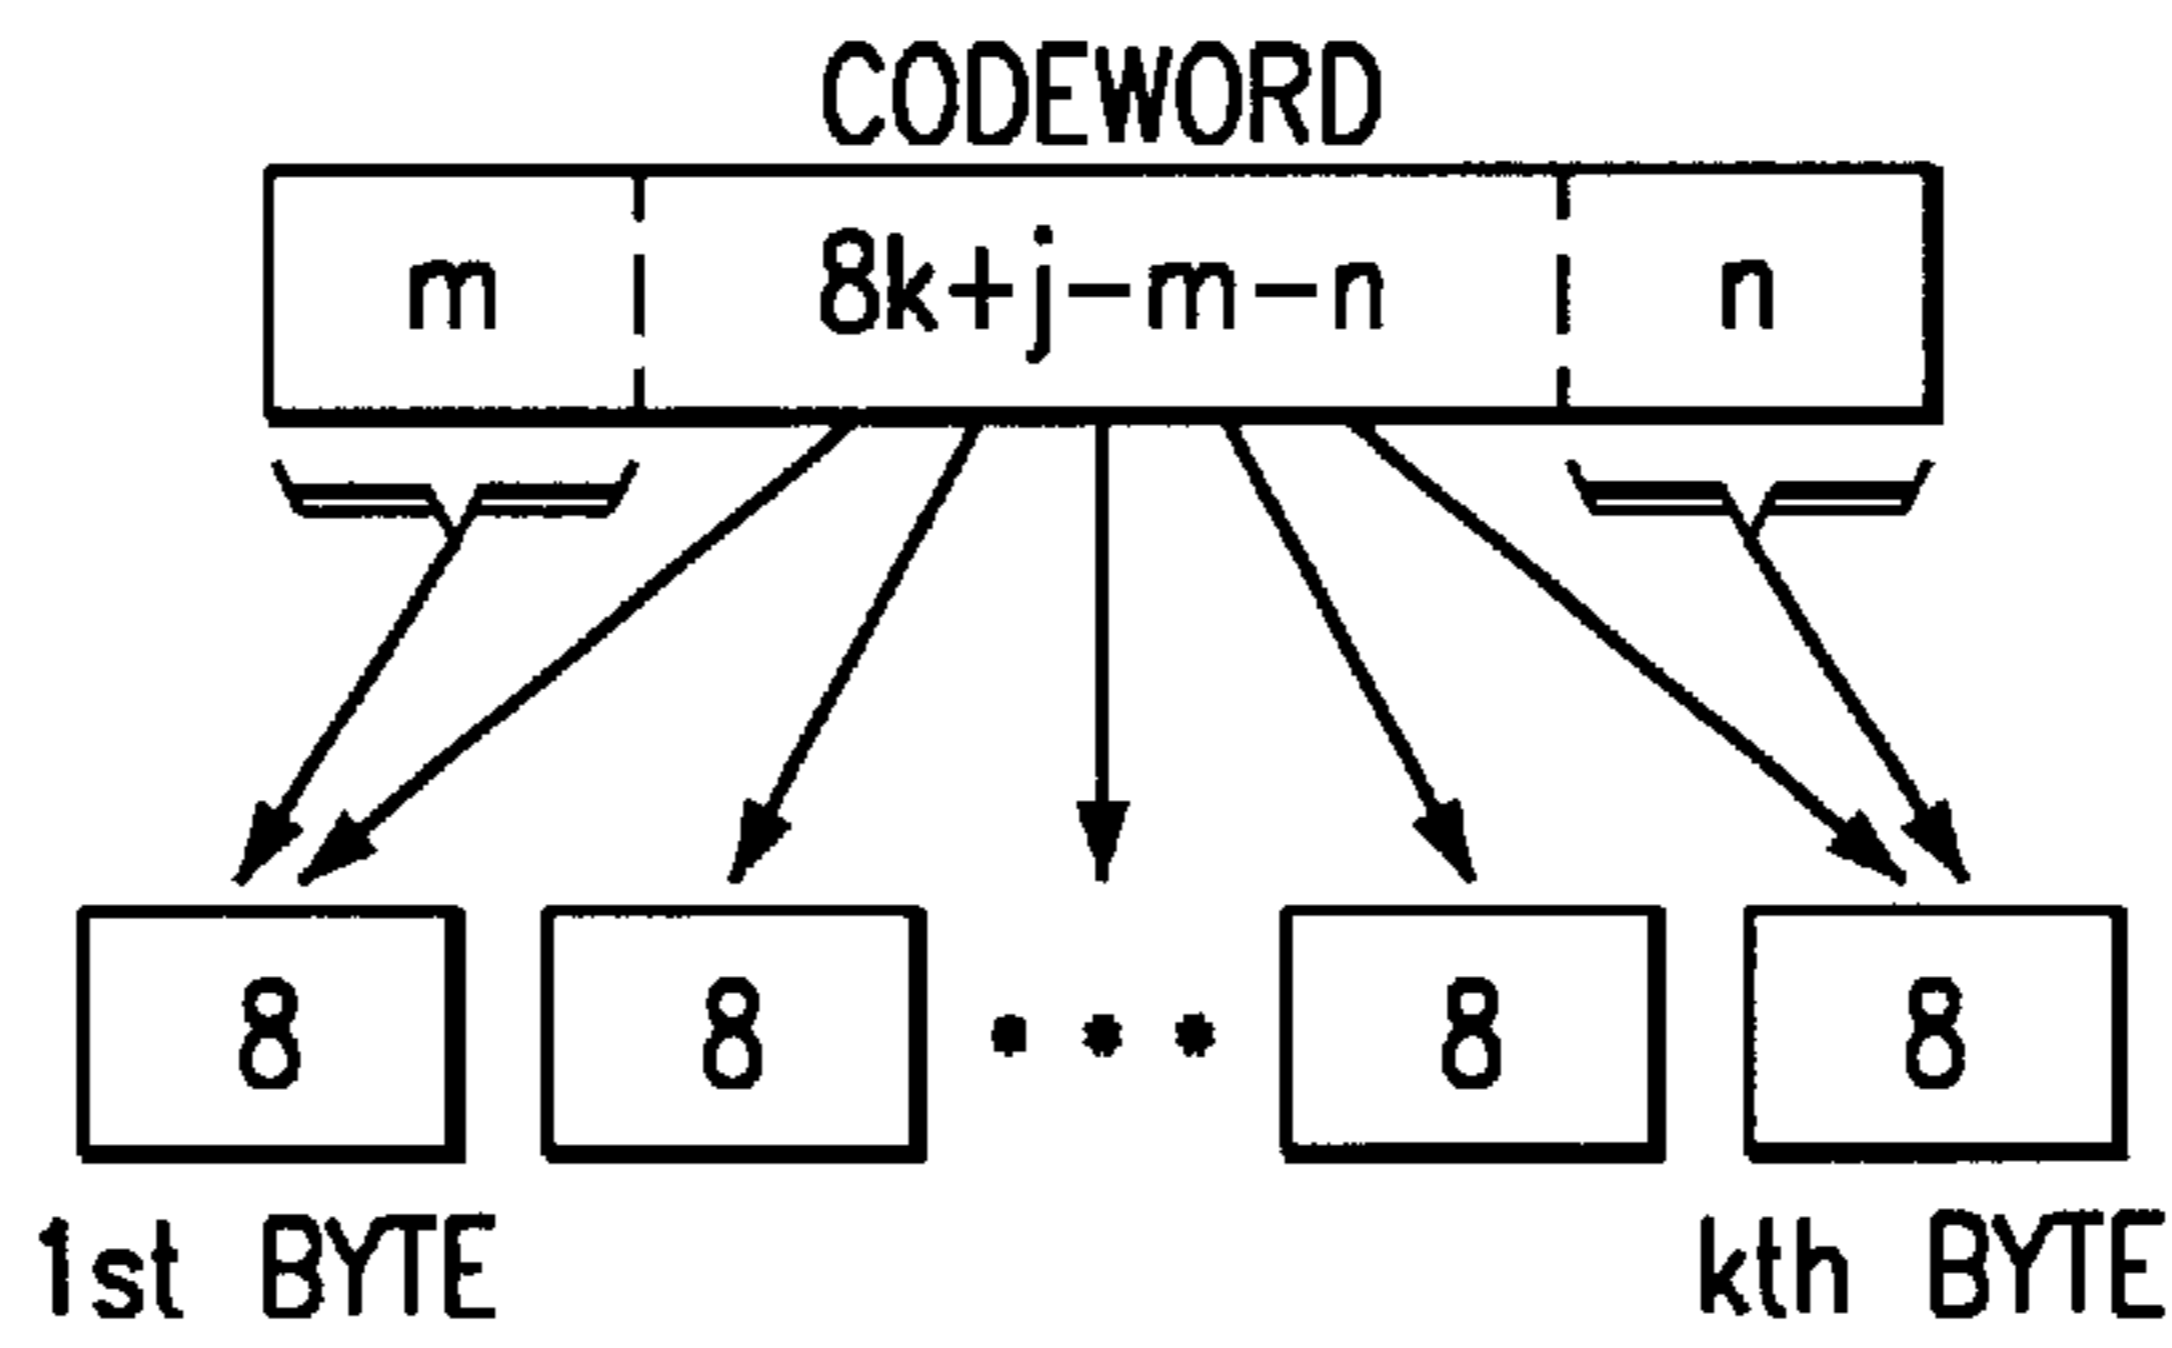 CODEWORD
m 8k+j-m-n n
8 8 • • • 8 8
1st BYTE kth BYTE